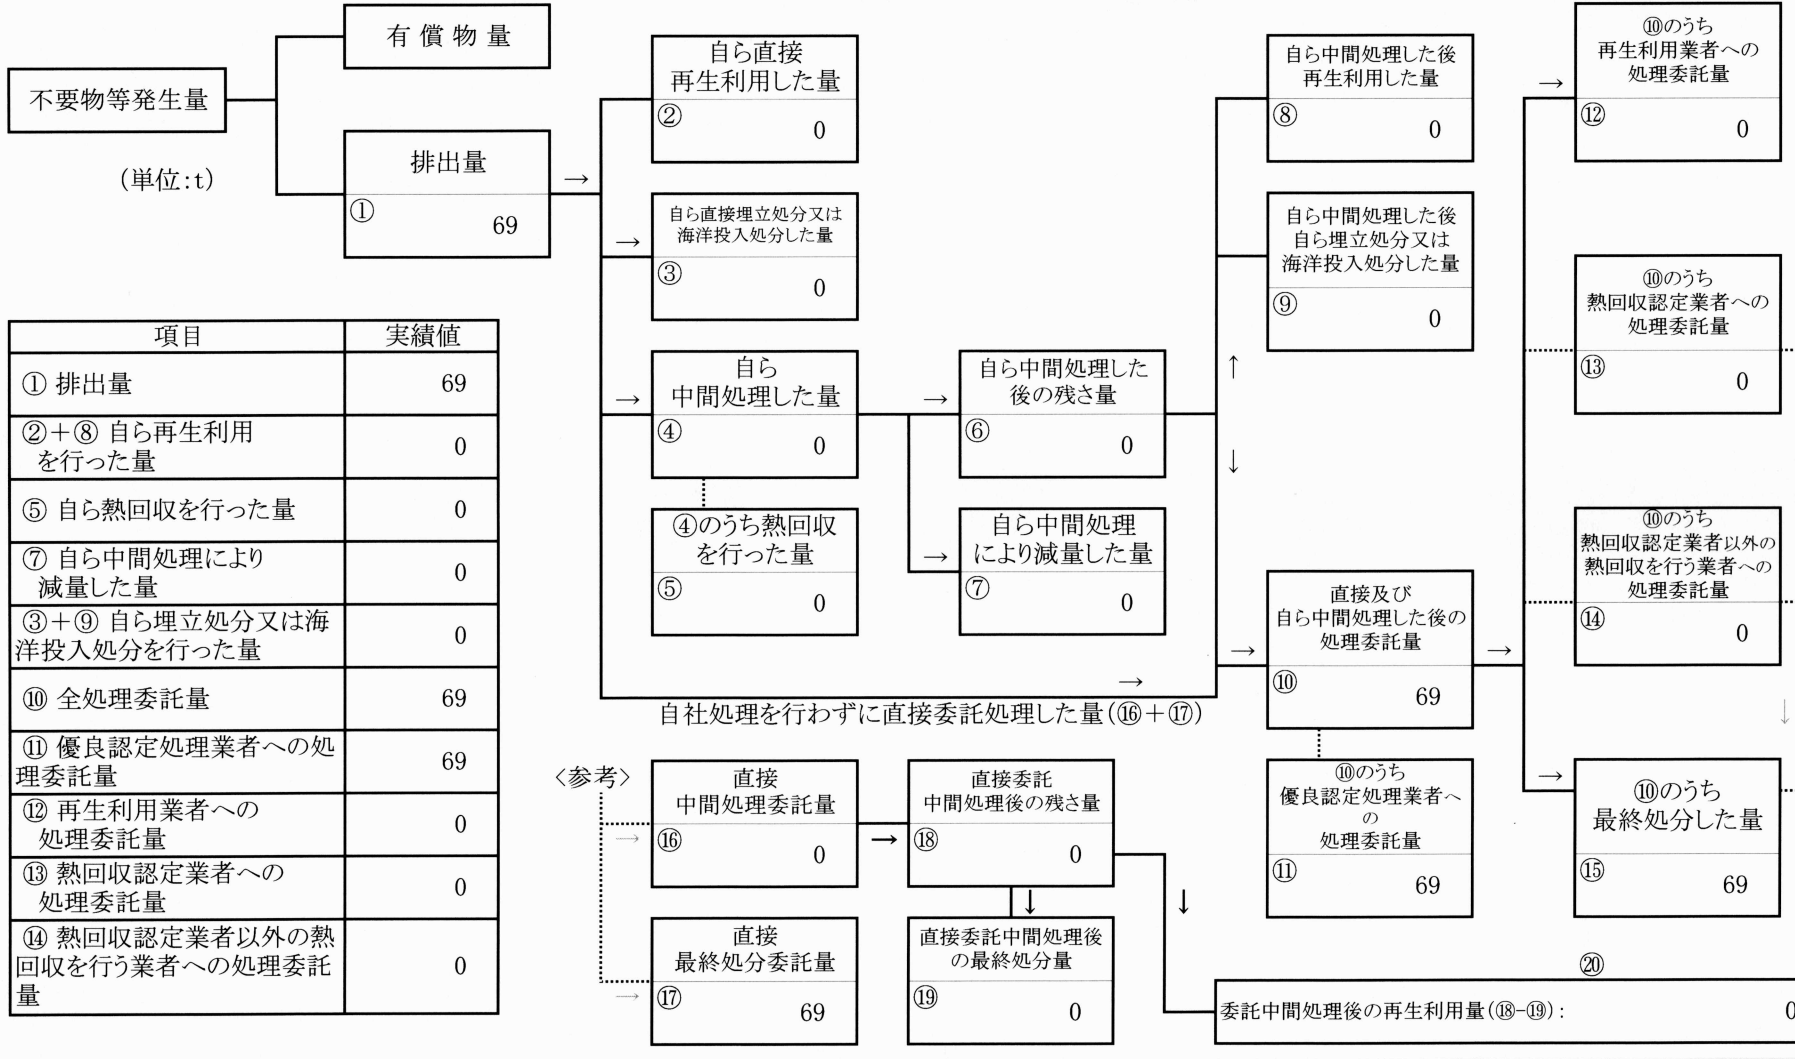 有償物量
不要物等発生量
(単位:t)
排出量
①
69
→
自ら直接
再生利用した量
②
0
→
自ら直接埋立処分又は
海洋投入処分した量
③
0
→
自ら
中間処理した量
④
0
④のうち熱回収
を行った量
⑤
0
→
自ら中間処理した
後の残さ量
⑥
0
→
自ら中間処理
により減量した量
⑦
0
→
自社処理を行わずに直接委託処理した量(⑯+⑰)
自ら中間処理した後
再生利用した量
⑧
0
自ら中間処理した後
自ら埋立処分又は
海洋投入処分した量
⑨
0
↑
↓
→
直接及び
自ら中間処理した後の
処理委託量
⑩
69
⑩のうち
優良認定処理業者へ
の
処理委託量
⑪
69
→
→
⑩のうち
再生利用業者への
処理委託量
⑫
0
⑩のうち
熱回収認定業者への
処理委託量
⑬
0
⑩のうち
熱回収認定業者以外の
熱回収を行う業者への
処理委託量
⑭
0
↓
→
⑩のうち
最終処分した量
⑮
69
項目 実績値
① 排出量 69
②+⑧ 自ら再生利用
を行った量 0
⑤ 自ら熱回収を行った量 0
⑦ 自ら中間処理により
減量した量 0
③+⑨ 自ら埋立処分又は海
洋投入処分を行った量 0
⑩ 全処理委託量 69
⑪ 優良認定処理業者への処
理委託量 69
⑫ 再生利用業者への
処理委託量 0
⑬ 熱回収認定業者への
処理委託量 0
⑭ 熱回収認定業者以外の熱
回収を行う業者への処理委託
量 0
〈参考〉
→
直接
中間処理委託量
⑯
0
→
直接委託
中間処理後の残さ量
⑱
0
↓
↓
→
直接
最終処分委託量
⑰
69
直接委託中間処理後
の最終処分量
⑲
0
⑳
委託中間処理後の再生利用量(⑱-⑲): 0